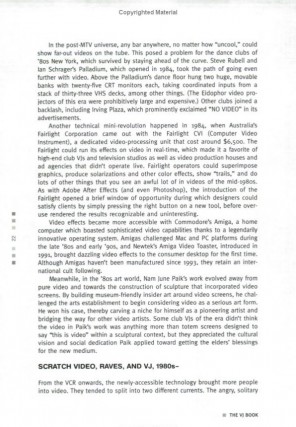 Copyrighted Material
In the post-MTV universe, any bar anywhere, no matter how "uncool," could
show far-out videos on the tube. This posed a problem for the dance clubs of
'80s New York, which survived by staying ahead of the curve. Steve Rubell and
Ian Schrager's Palladium, which opened in 1984, took the path of going even
further with video. Above the Palladium's dance floor hung two huge, movable
banks with twenty-five CRT monitors each, taking coordinated inputs from a
stack of thirty-three VHS decks, among other things. (The Eidophor video pro-
jectors of this era were prohibitively large and expensive.) Other clubs joined a
backlash, including Irving Plaza, which prominently exclaimed "NO VIDEO" in its
advertisements.
Another technical mini-revolution happened in 1984, when Australia's
Fairlight Corporation came out with the Fairlight CVI (Computer Video
Instrument), a dedicated video-processing unit that cost around $6,500. The
Fairlight could run its effects on video in real-time, which made it a favorite of
high-end club VJs and television studios as well as video production houses and
ad agencies that didn't operate live. Fairlight operators could superimpose
graphics, produce solarizations and other color effects, show "trails," and do
lots of other things that you see an awful lot of in videos of the mid-1980s.
As with Adobe After Effects (and even Photoshop), the introduction of the
Fairlight opened a brief window of opportunity during which designers could
satisfy clients by simply pressing the right button on a new tool, before over-
use rendered the results recognizable and uninteresting.
Video effects became more accessible with Commodore's Amiga, a home
computer which boasted sophisticated video capabilities thanks to a legendarily
innovative operating system. Amigas challenged Mac and PC platforms during
the late '80s and early '90s, and Newtek's Amiga Video Toaster, introduced in
1991, brought dazzling video effects to the consumer desktop for the first time.
Although Amigas haven't been manufactured since 1993, they retain an inter-
national cult following.
Meanwhile, in the '80s art world, Nam June Paik's work evolved away from
pure video and towards the construction of sculpture that incorporated video
screens. By building museum-friendly insider art around video screens, he chal-
lenged the arts establishment to begin considering video as a serious art form.
He won his case, thereby carving a niche for himself as a pioneering artist and
bridging the way for other video artists. Some club VJs of the era didn't think
the video in Paik's work was anything more than totem screens designed to
say "this is video" within a sculptural context, but they appreciated the cultural
vision and social dedication Paik applied toward getting the elders' blessings
for the new medium.
SCRATCH VIDEO, RAVES, AND VJ, 1980s–
From the VCR onwards, the newly-accessible technology brought more people
into video. They tended to split into two different currents. The angry, solitary
THE VJ BOOK